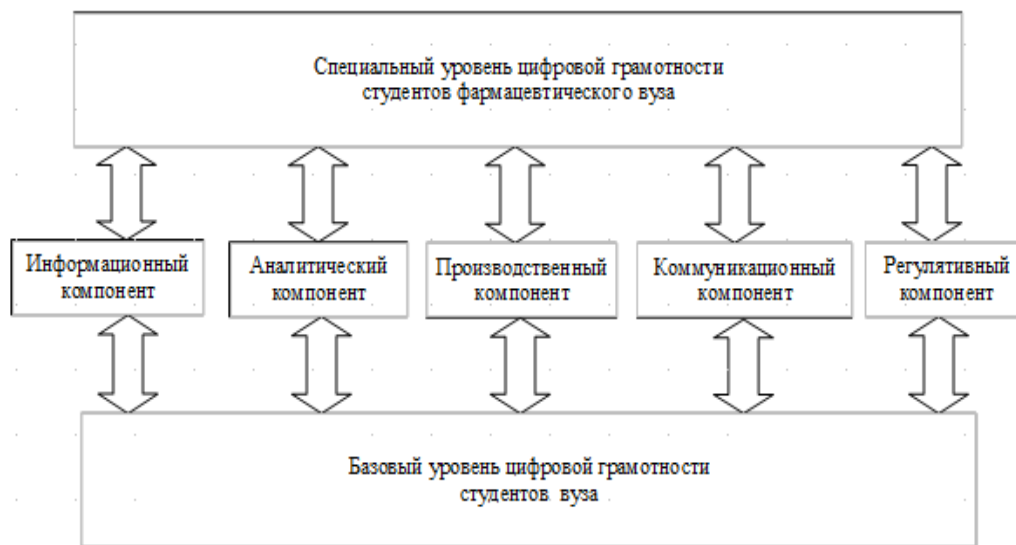 Специальный уровень цифровой грамотности
студентов фармацевтического вуза
Информационный
компонент
Аналитический
компонент
Производственный
компонент
Коммуникационный
компонент
Регулятивный
компонент
Базовый уровень цифровой грамотности
студентов вуза